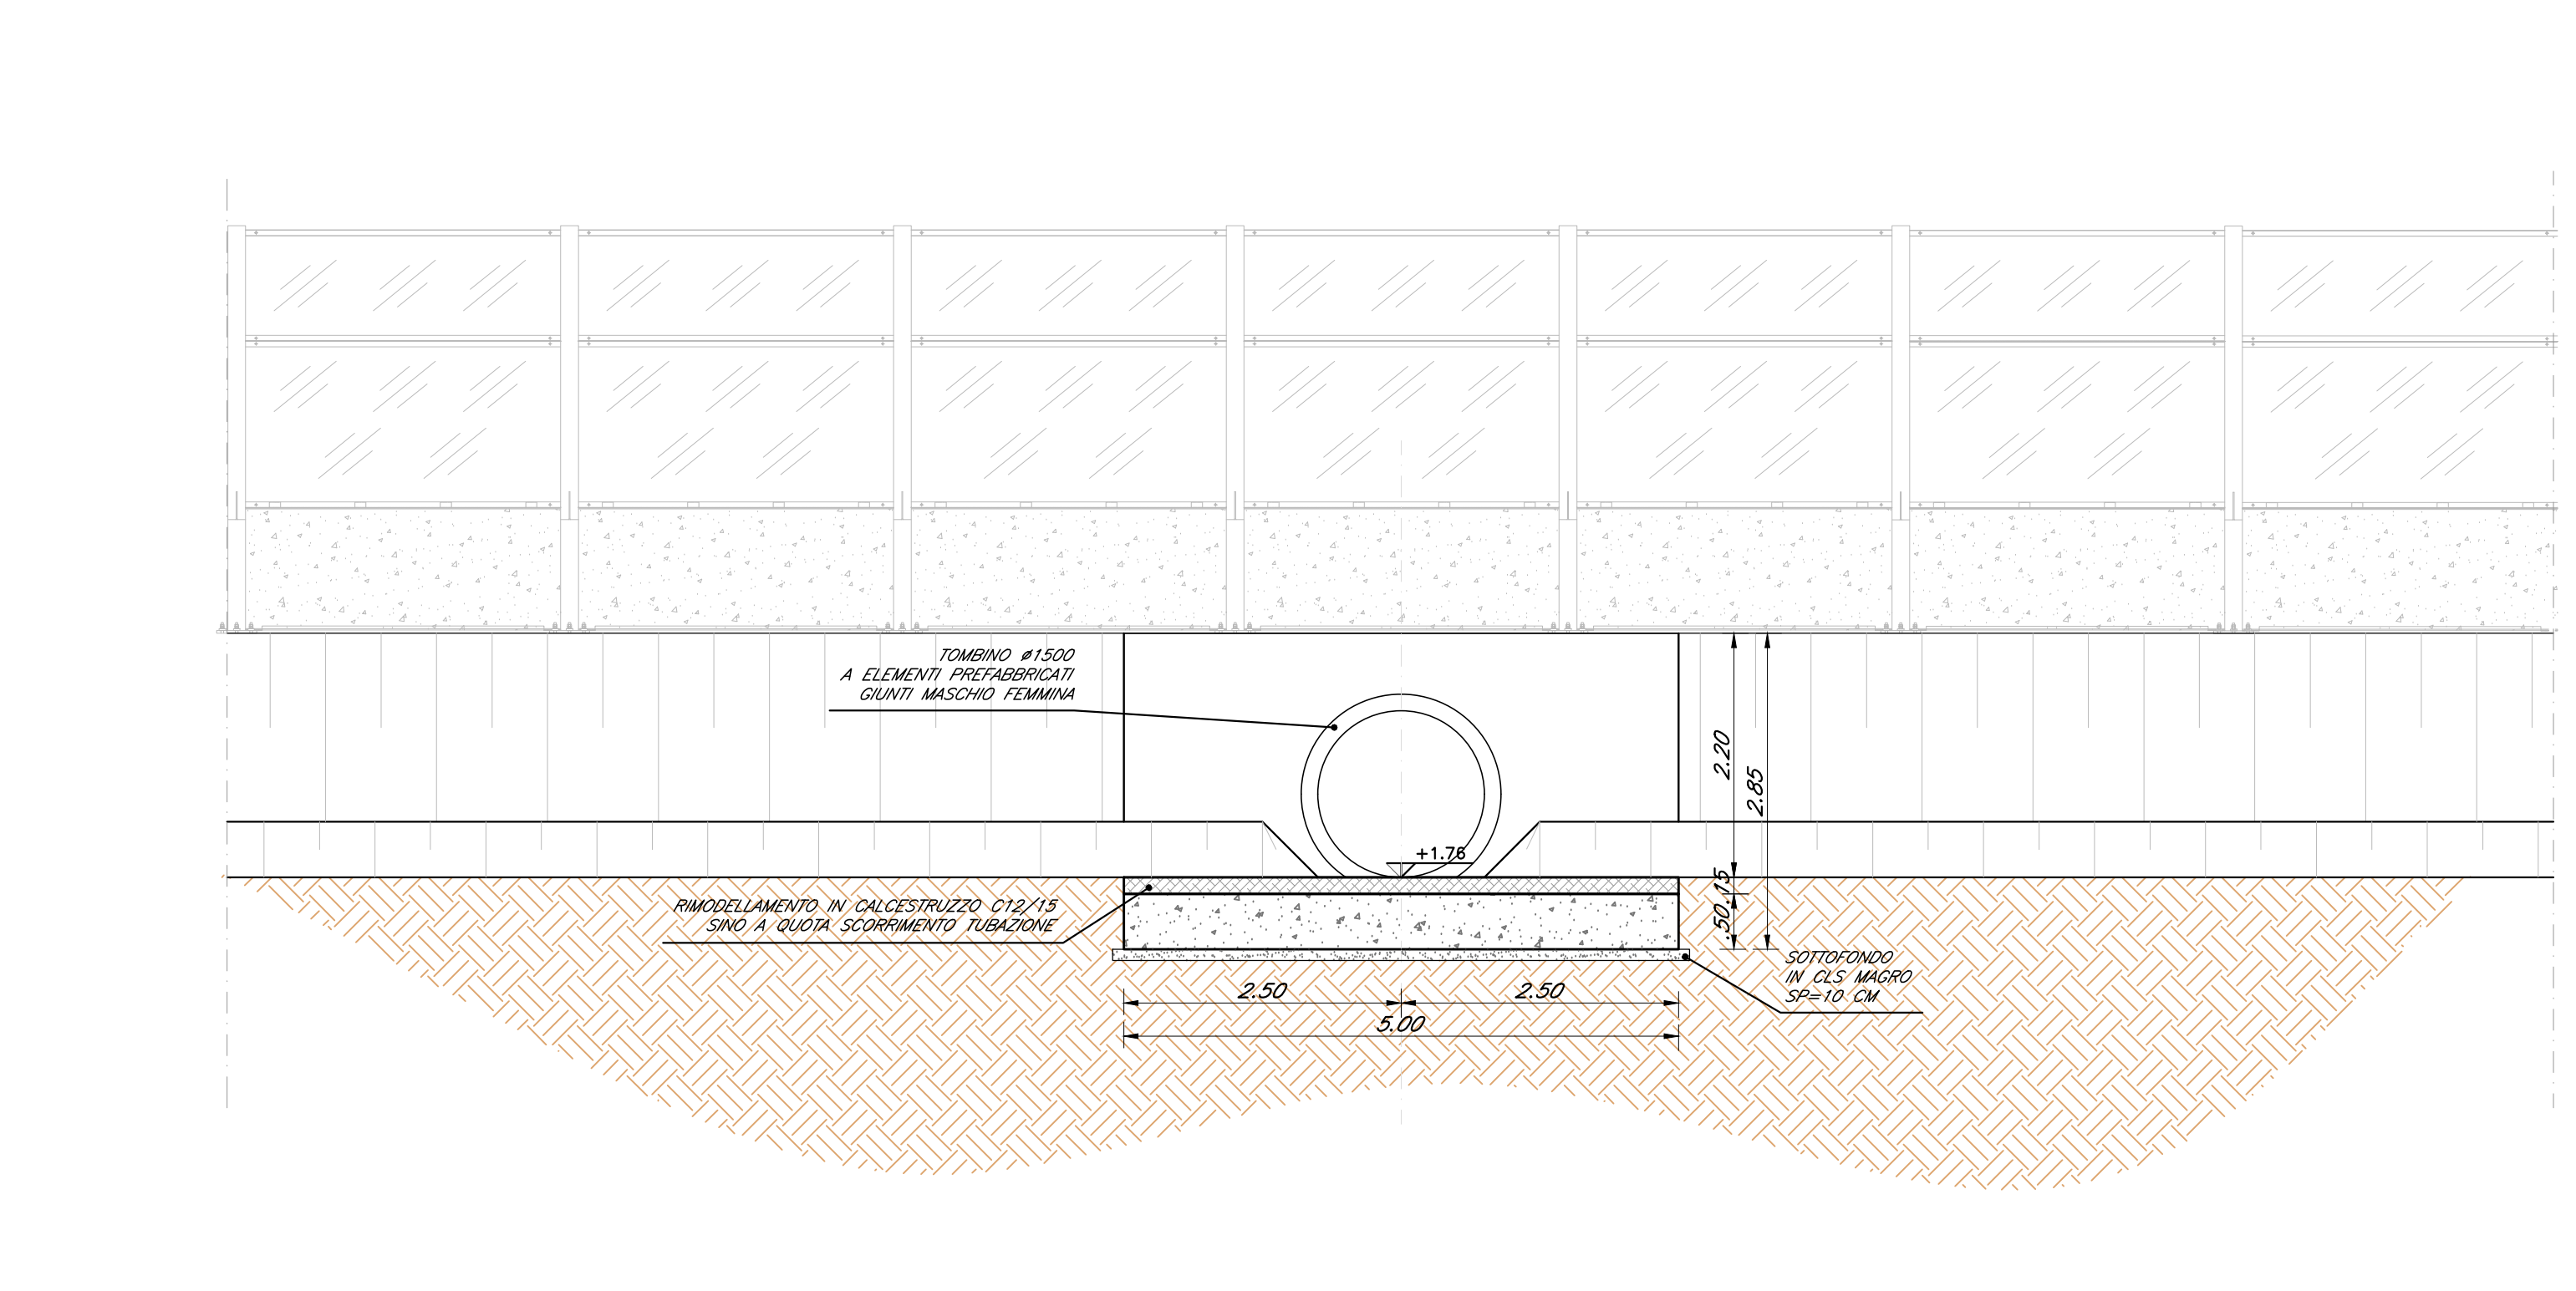 TOMBINO ø1500
A ELEMENTI PREFABBRICATI
GIUNTI MASCHIO FEMMINA
2.20
2.85
+1.76
.15
.50
RIMODELLAMENTO IN CALCESTRUZZO C12/15
SINO A QUOTA SCORRIMENTO TUBAZIONE
SOTTOFONDO
IN CLS MAGRO
SP=10 CM
2.50
2.50
5.00